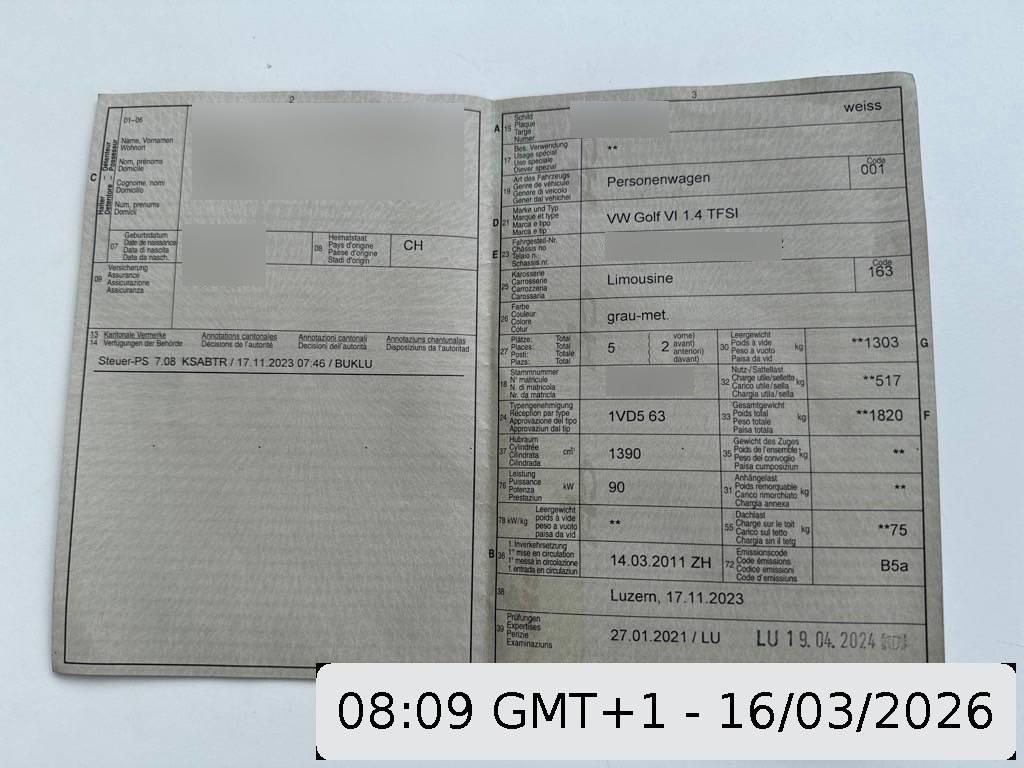 2
01–06
Name, Vornamen
Wohnort
Nom, prénoms
Domicile
Cognome, nomi
Domicilio
Num, prenums
Domicil
C
07
Geburtsdatum
Date de naissance
Data di nascita
Data da nasch.
08
Heimatstaat
Pays d'origine
Paese d'origine
Stadi d'origin
CH
09
Versicherung
Assurance
Assicurazione
Assicuranza
13 Kantonale Vermerke Annotations cantonales Annotazioni cantonali Annotaziuns chantunalas
14 Verfügungen der Behörde Décisions de l'autorité Decisioni dell'autorità Disposiziuns da l'autoritad
Steuer-PS 7.08 KSABTR / 17.11.2023 07:46 / BUKLU
3
A 15
Schild
Plaque
Targa
Numer
weiss
17
Bes. Verwendung
Usage spécial
Uso speciale
Diever spezial
**
19
Art des Fahrzeugs
Genre de véhicule
Genere di veicolo
Gener dal vehichel
Personenwagen
Code
001
D 21
Marke und Typ
Marque et type
Marca e tipo
Marca e tip
VW Golf VI 1.4 TFSI
E 23
Fahrgestell-Nr.
Châssis no
Telaio n.
Schassis nr.
25
Karosserie
Carrosserie
Carrozzeria
Carossaria
Limousine
Code
163
26
Farbe
Couleur
Colore
Colur
grau-met.
27
Plätze: Total
Places: Total
Posti: Totale
Plazs: Total
5
2
vorne)
avant)
anteriori)
davant)
30
Leergewicht
Poids à vide
Peso a vuoto
Paisa da vid
kg
**1303
G
18
Stammnummer
N° matricule
N. di matricola
Nr. da matricla
32
Nutz-/Sattellast
Charge utile/sellette
Carico utile/sella
Chargia utila/sella
kg
**517
24
Typengenehmigung
Réception par type
Approvazione del tipo
Approvaziun dal tip
1VD5 63
33
Gesamtgewicht
Poids total
Peso totale
Paisa totala
kg
**1820
F
37
Hubraum
Cylindrée
Cilindrata
Cilindrada
cm³
1390
35
Gewicht des Zuges
Poids de l'ensemble
Peso del convoglio
Paisa cumposiziun
kg
**
76
Leistung
Puissance
Potenza
Prestaziun
kW
90
31
Anhängelast
Poids remorquable
Carico rimorchiato
Chargia annexa
kg
**
78 kW/kg
Leergewicht
poids à vide
peso a vuoto
paisa da vid
**
55
Dachlast
Charge sur le toit
Carico sul tetto
Chargia sin il tetg
kg
**75
B 36
1. Inverkehrsetzung
1re mise en circulation
1a messa in circolazione
1. entrada en circulaziun
14.03.2011 ZH
72
Emissionscode
Code émissions
Codice emissioni
Code d'emissiuns
B5a
38
Luzern, 17.11.2023
39
Prüfungen
Expertises
Perizie
Examinaziuns
27.01.2021 / LU
LU 19.04.2024
08:09 GMT+1 - 16/03/2026